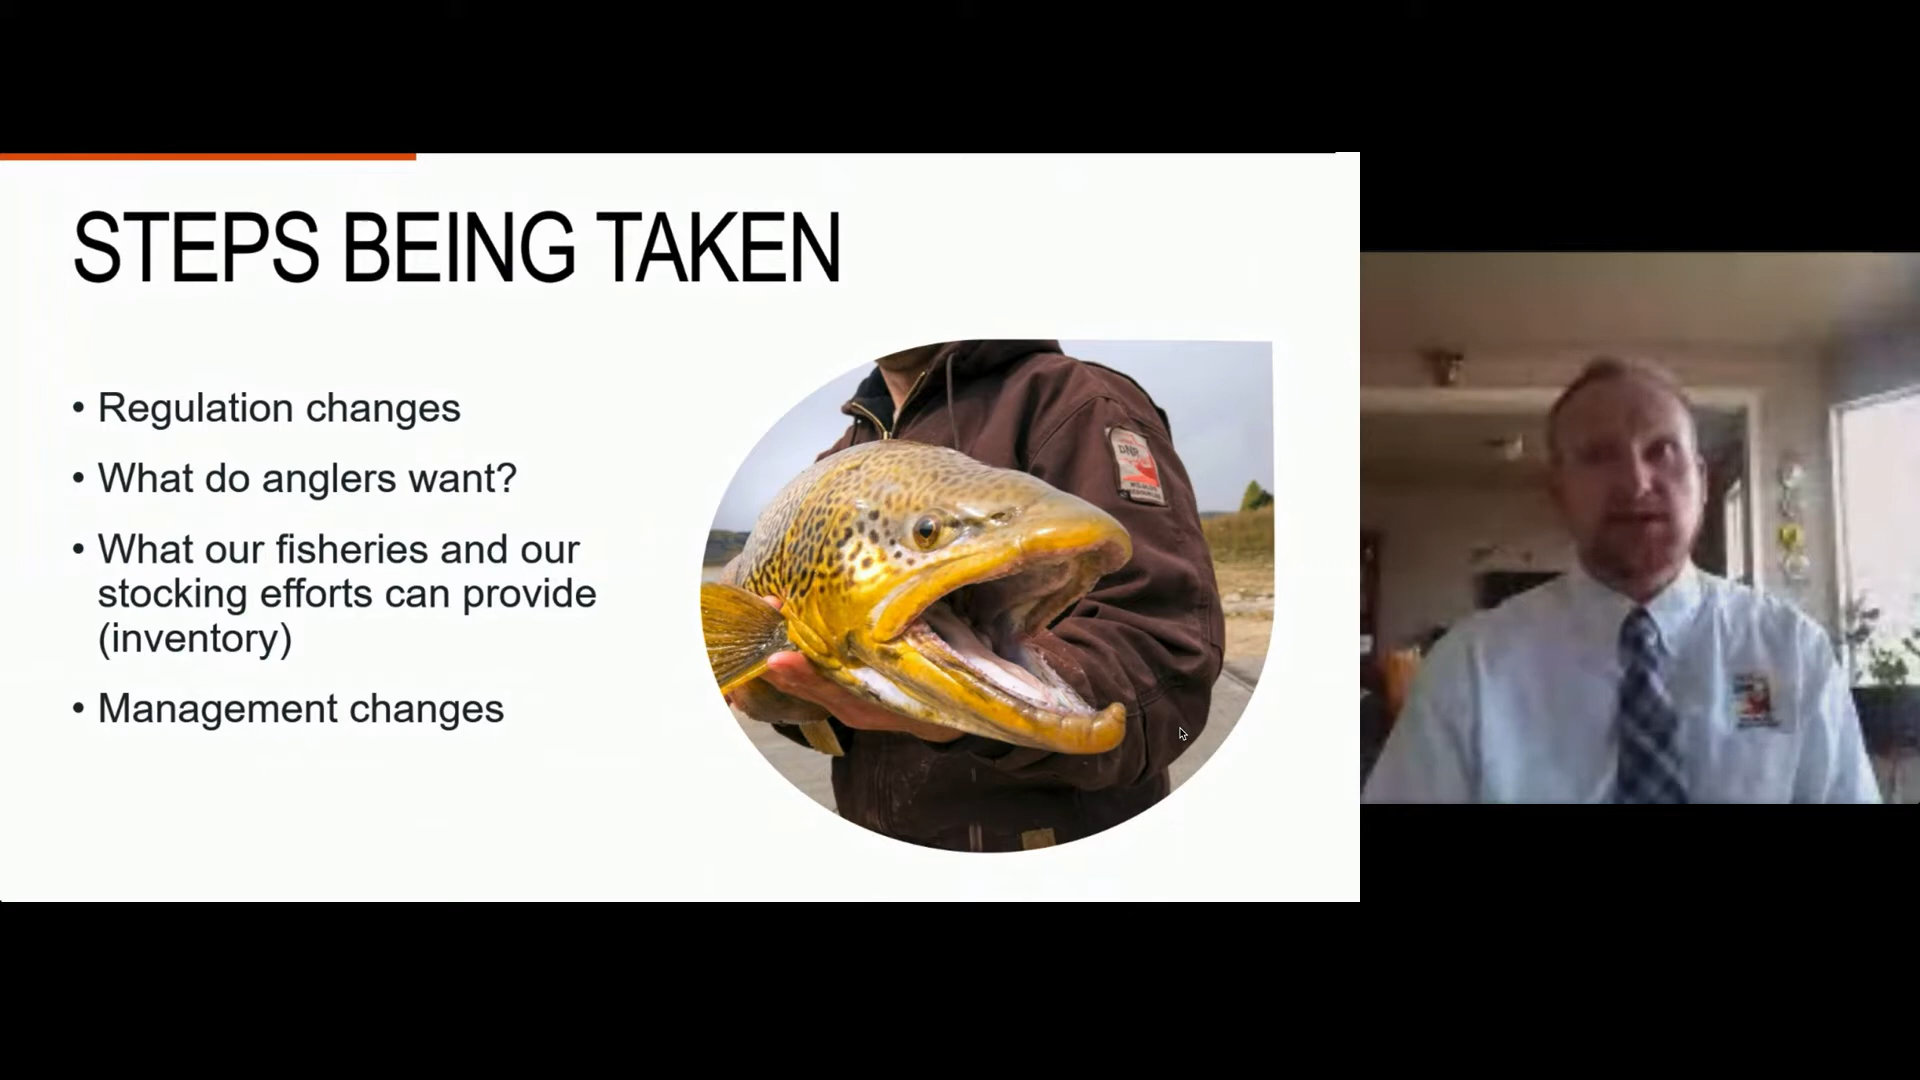 STEPS BEING TAKEN
• Regulation changes
• What do anglers want?
• What our fisheries and our
stocking efforts can provide
(inventory)
• Management changes
DNR